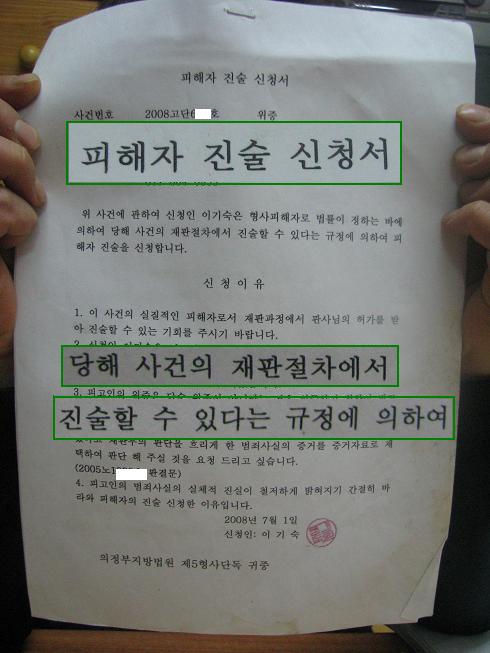 피해자 진술 신청서
사건번호 2008고단6 호 위증
피해자 진술 신청서
위 사건에 관하여 신청인 이기숙은 형사피해자로 법률이 정하는 바에
의하여 당해 사건의 재판절차에서 진술할 수 있다는 규정에 의하여 피
해자 진술을 신청합니다.
신 청 이 유
1. 이 사건의 실질적인 피해자로서 재판과정에서 판사님의 허가를 받
아 진술할 수 있는 기회를 주시기 바랍니다.
당해 사건의 재판절차에서
3. 피고인의 위증은 단순
진술할 수 있다는 규정에 의하여
재판부의 판단을 흐리게 한 범죄사실의 증거를 증거자료로 채
택하여 판단 해 주실 것을 요청 드리고 싶습니다.
(2005노1 판결문)
4. 피고인의 범죄사실의 실체적 진실이 철저하게 밝혀지기 간절히 바
라와 피해자의 진술 신청한 이유입니다.
2008년 7월 1일
신청인: 이 기 숙
의정부지방법원 제5형사단독 귀중